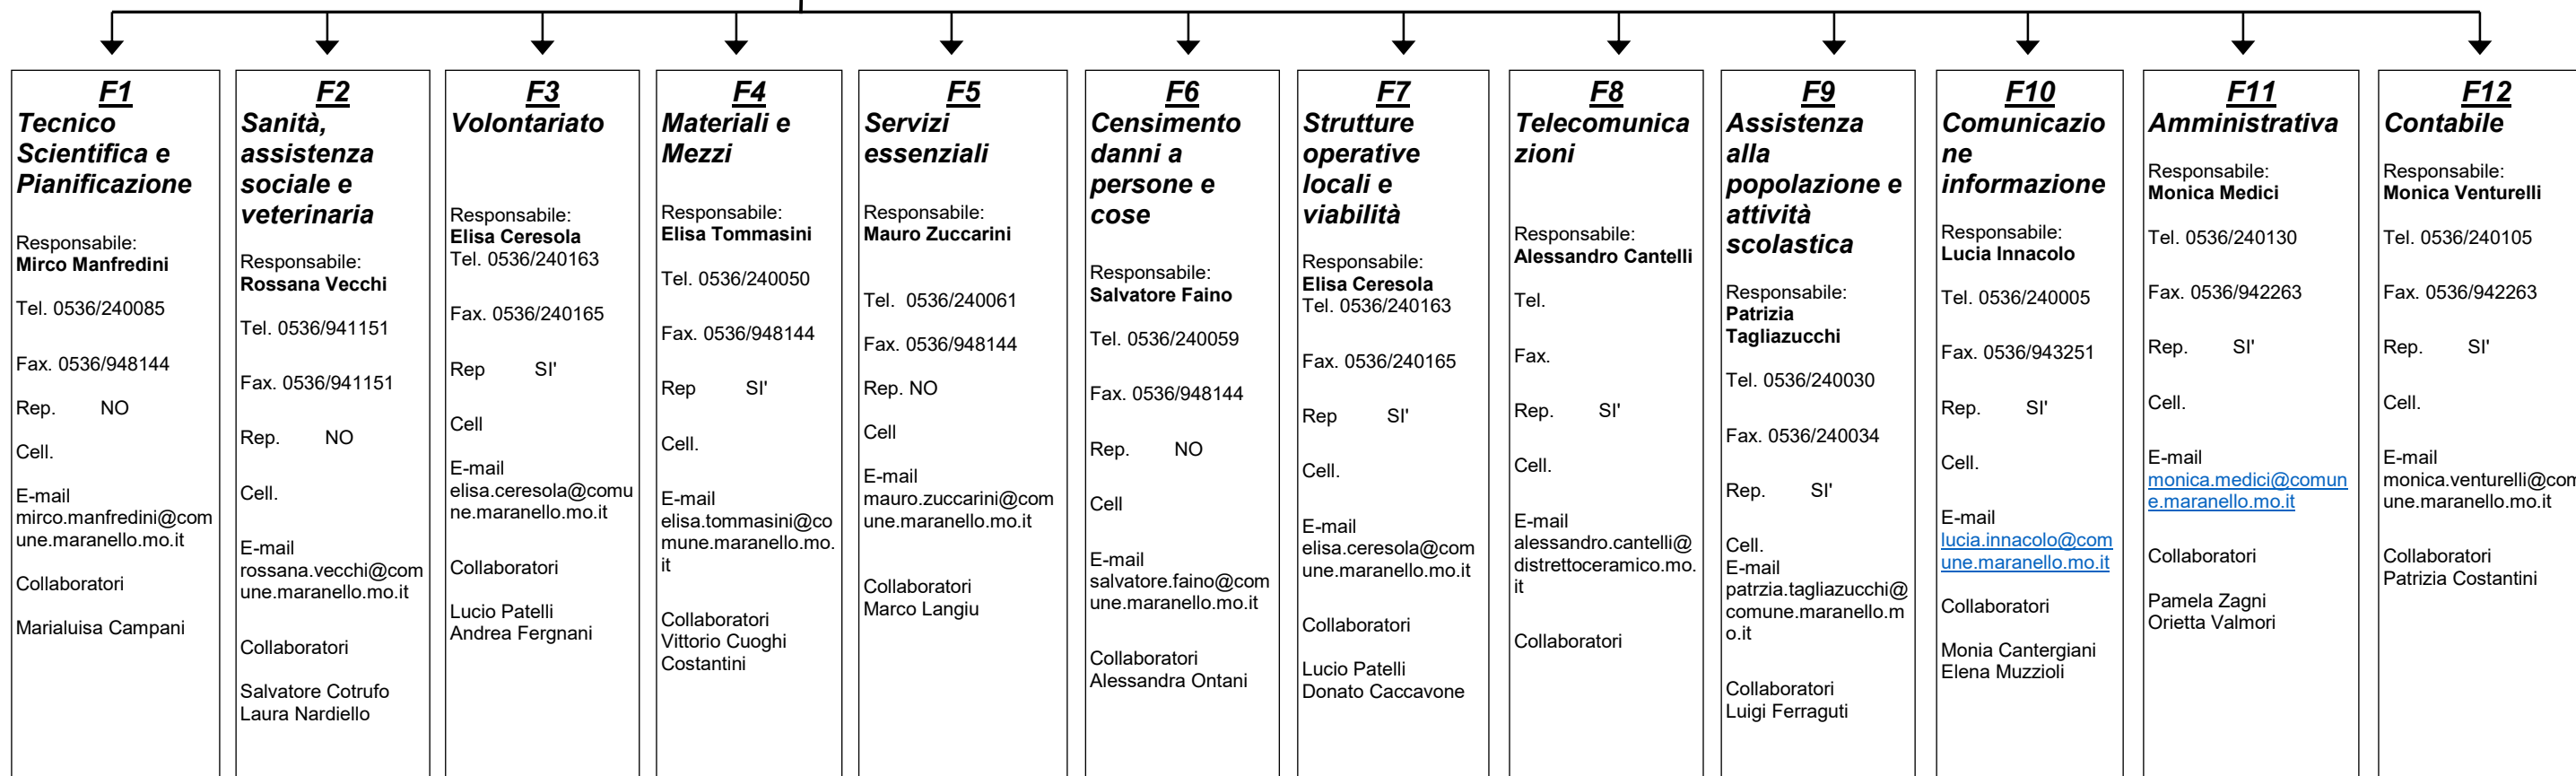 F1
Tecnico
Scientifica e
Pianificazione
Responsabile:
Mirco Manfredini
Tel. 0536/240085
Fax. 0536/948144
Rep. NO
Cell.
E-mail
mirco.manfredini@com
une.maranello.mo.it
Collaboratori
Marialuisa Campani
F2
Sanità,
assistenza
sociale e
veterinaria
Responsabile:
Rossana Vecchi
Tel. 0536/941151
Fax. 0536/941151
Rep. NO
Cell.
E-mail
rossana.vecchi@com
une.maranello.mo.it
Collaboratori
Salvatore Cotrufo
Laura Nardiello
F3
Volontariato
Responsabile:
Elisa Ceresola
Tel. 0536/240163
Fax. 0536/240165
Rep SI'
Cell
E-mail
elisa.ceresola@comu
ne.maranello.mo.it
Collaboratori
Lucio Patelli
Andrea Fergnani
F4
Materiali e
Mezzi
Responsabile:
Elisa Tommasini
Tel. 0536/240050
Fax. 0536/948144
Rep SI'
Cell.
E-mail
elisa.tommasini@co
mune.maranello.mo.
it
Collaboratori
Vittorio Cuoghi
Costantini
F5
Servizi
essenziali
Responsabile:
Mauro Zuccarini
Tel. 0536/240061
Fax. 0536/948144
Rep. NO
Cell
E-mail
mauro.zuccarini@com
une.maranello.mo.it
Collaboratori
Marco Langiu
F6
Censimento
danni a
persone e
cose
Responsabile:
Salvatore Faino
Tel. 0536/240059
Fax. 0536/948144
Rep. NO
Cell
E-mail
salvatore.faino@com
une.maranello.mo.it
Collaboratori
Alessandra Ontani
F7
Strutture
operative
locali e
viabilità
Responsabile:
Elisa Ceresola
Tel. 0536/240163
Fax. 0536/240165
Rep SI'
Cell.
E-mail
elisa.ceresola@com
une.maranello.mo.it
Collaboratori
Lucio Patelli
Donato Caccavone
F8
Telecomunica
zioni
Responsabile:
Alessandro Cantelli
Tel.
Fax.
Rep. SI'
Cell.
E-mail
alessandro.cantelli@
distrettoceramico.mo.
it
Collaboratori
F9
Assistenza
alla
popolazione e
attività
scolastica
Responsabile:
Patrizia
Tagliazucchi
Tel. 0536/240030
Fax. 0536/240034
Rep. SI'
Cell.
E-mail
patrzia.tagliazucchi@
comune.maranello.m
o.it
Collaboratori
Luigi Ferraguti
F10
Comunicazio
ne
informazione
Responsabile:
Lucia Innacolo
Tel. 0536/240005
Fax. 0536/943251
Rep. SI'
Cell.
E-mail
lucia.innacolo@com
une.maranello.mo.it
Collaboratori
Monia Cantergiani
Elena Muzzioli
F11
Amministrativa
Responsabile:
Monica Medici
Tel. 0536/240130
Fax. 0536/942263
Rep. SI'
Cell.
E-mail
monica.medici@comun
e.maranello.mo.it
Collaboratori
Pamela Zagni
Orietta Valmori
F12
Contabile
Responsabile:
Monica Venturelli
Tel. 0536/240105
Fax. 0536/942263
Rep. SI'
Cell.
E-mail
monica.venturelli@com
une.maranello.mo.it
Collaboratori
Patrizia Costantini